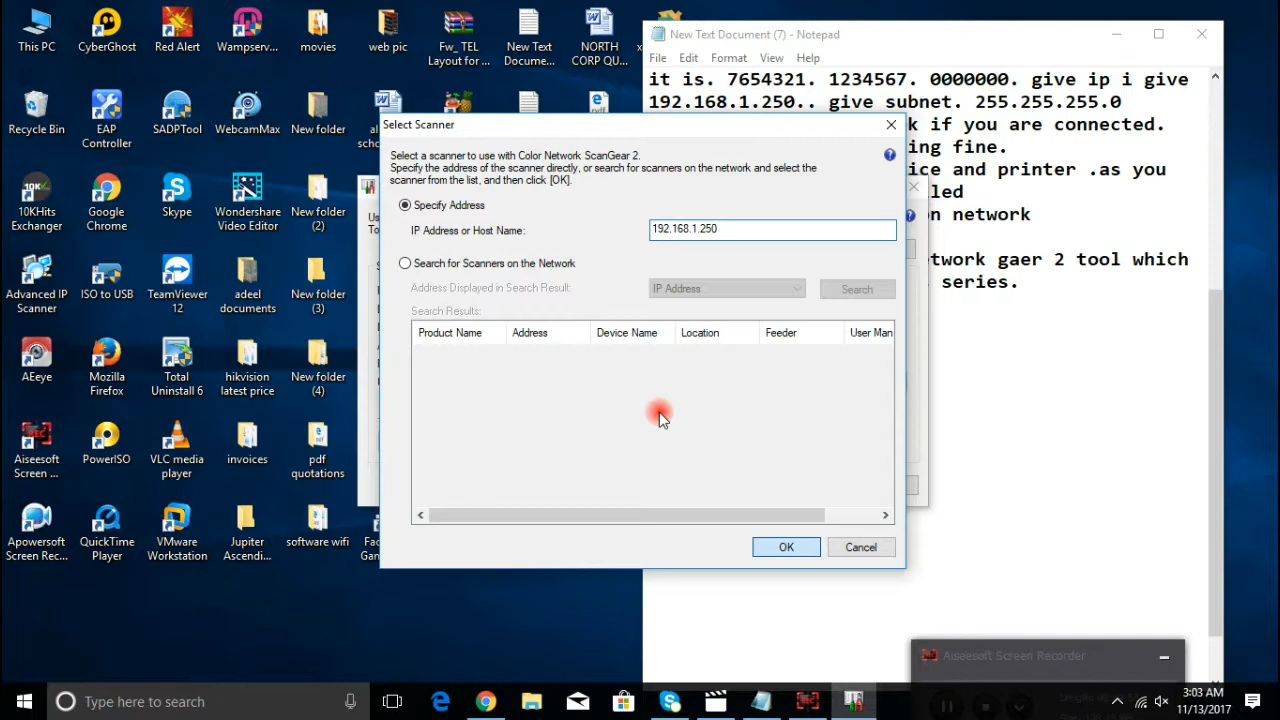 This PC
CyberGhost
Red Alert
Wampserv...
movies
web pic
Fw_ TEL
Layout for ...
New Text
Docume...
NORTH
CORP QU...
New Text Document (7) - Notepad
File Edit Format View Help
it is. 7654321. 1234567. 0000000. give ip i give
192.168.1.250.. give subnet. 255.255.255.0
k if you are connected.
ing fine.
ice and printer .as you
led
on network
twork gaer 2 tool which
series.
Recycle Bin
EAP
Controller
SADPTool
WebcamMax
New folder
Select Scanner
Select a scanner to use with Color Network ScanGear 2.
Specify the address of the scanner directly, or search for scanners on the network and select the
scanner from the list, and then click [OK].
Specify Address
IP Address or Host Name:
192.168.1.250
Search for Scanners on the Network
Address Displayed in Search Result:
IP Address
Search
Search Results:
Product Name Address Device Name Location Feeder User Man
OK
Cancel
10KHits
Exchanger
Google
Chrome
Skype
Wondershare
Video Editor
New folder
(2)
Advanced IP
Scanner
ISO to USB
TeamViewer
12
adeel
documents
New folder
(3)
AEeye
Mozilla
Firefox
Total
Uninstall 6
hikvision
latest price
New folder
(4)
Aiseesoft
Screen ...
PowerISO
VLC media
player
invoices
pdf
quotations
Apowersoft
Screen Rec...
QuickTime
Player
VMware
Workstation
Jupiter
Ascendi...
software wifi
Aiseesoft Screen Recorder
Type here to search
3:03 AM
11/13/2017